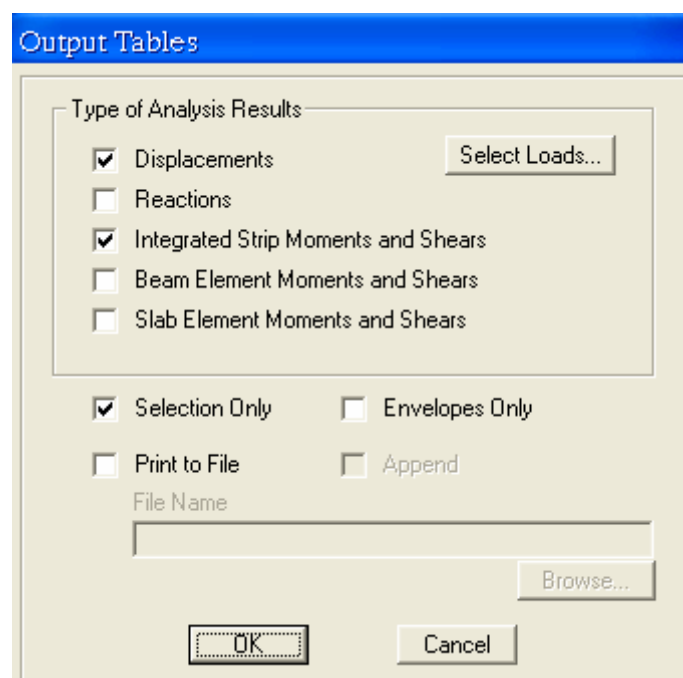 Output Tables
Type of Analysis Results
Displacements
Select Loads...
Reactions
Integrated Strip Moments and Shears
Beam Element Moments and Shears
Slab Element Moments and Shears
Selection Only
Envelopes Only
Print to File
Append
File Name
Browse...
OK
Cancel